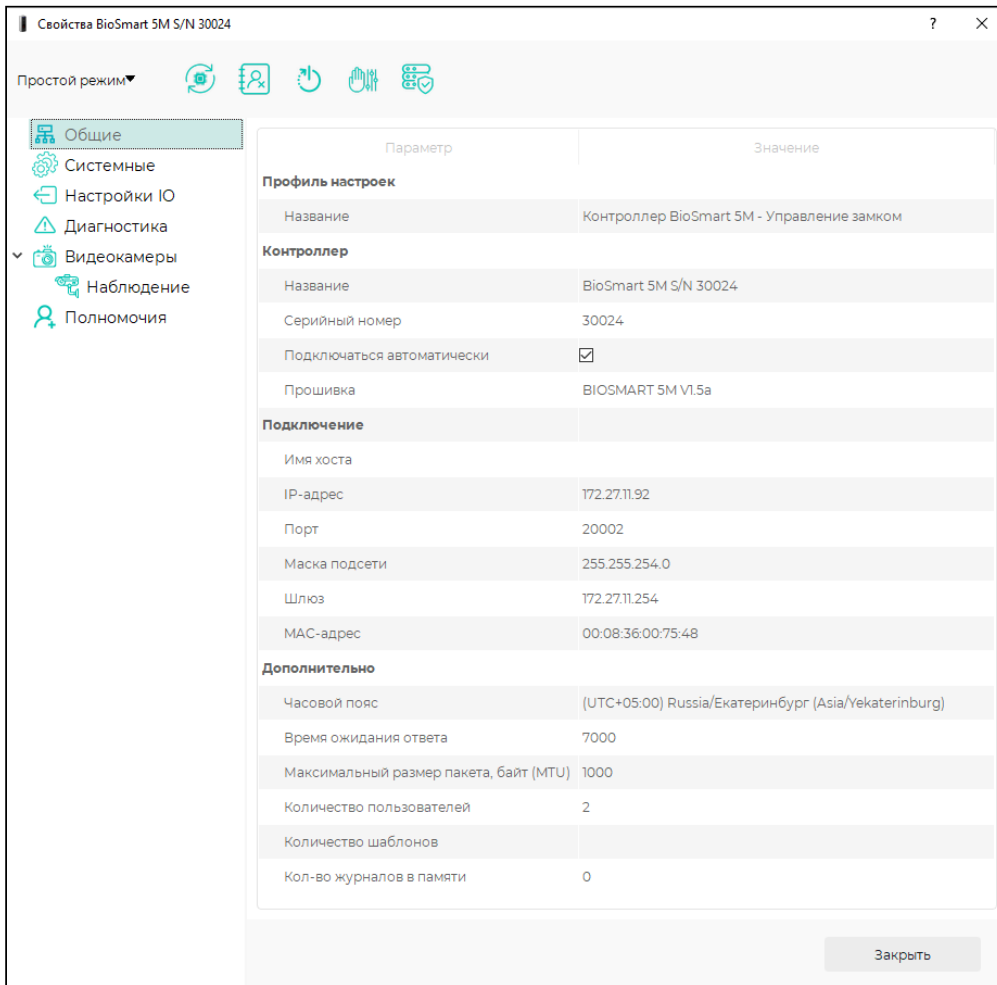 Свойства BioSmart 5M S/N 30024
?
Простой режим
Общие
Системные
Настройки IO
Диагностика
Видеокамеры
Наблюдение
Полномочия
Параметр Значение
Профиль настроек
Название Контроллер BioSmart 5M - Управление замком
Контроллер
Название BioSmart 5M S/N 30024
Серийный номер 30024
Подключаться автоматически
Прошивка BIOSMART 5M V1.5a
Подключение
Имя хоста
IP-адрес 172.27.11.92
Порт 20002
Маска подсети 255.255.254.0
Шлюз 172.27.11.254
MAC-адрес 00:08:36:00:75:48
Дополнительно
Часовой пояс (UTC+05:00) Russia/Екатеринбург (Asia/Yekaterinburg)
Время ожидания ответа 7000
Максимальный размер пакета, байт (MTU) 1000
Количество пользователей 2
Количество шаблонов
Кол-во журналов в памяти 0
Закрыть